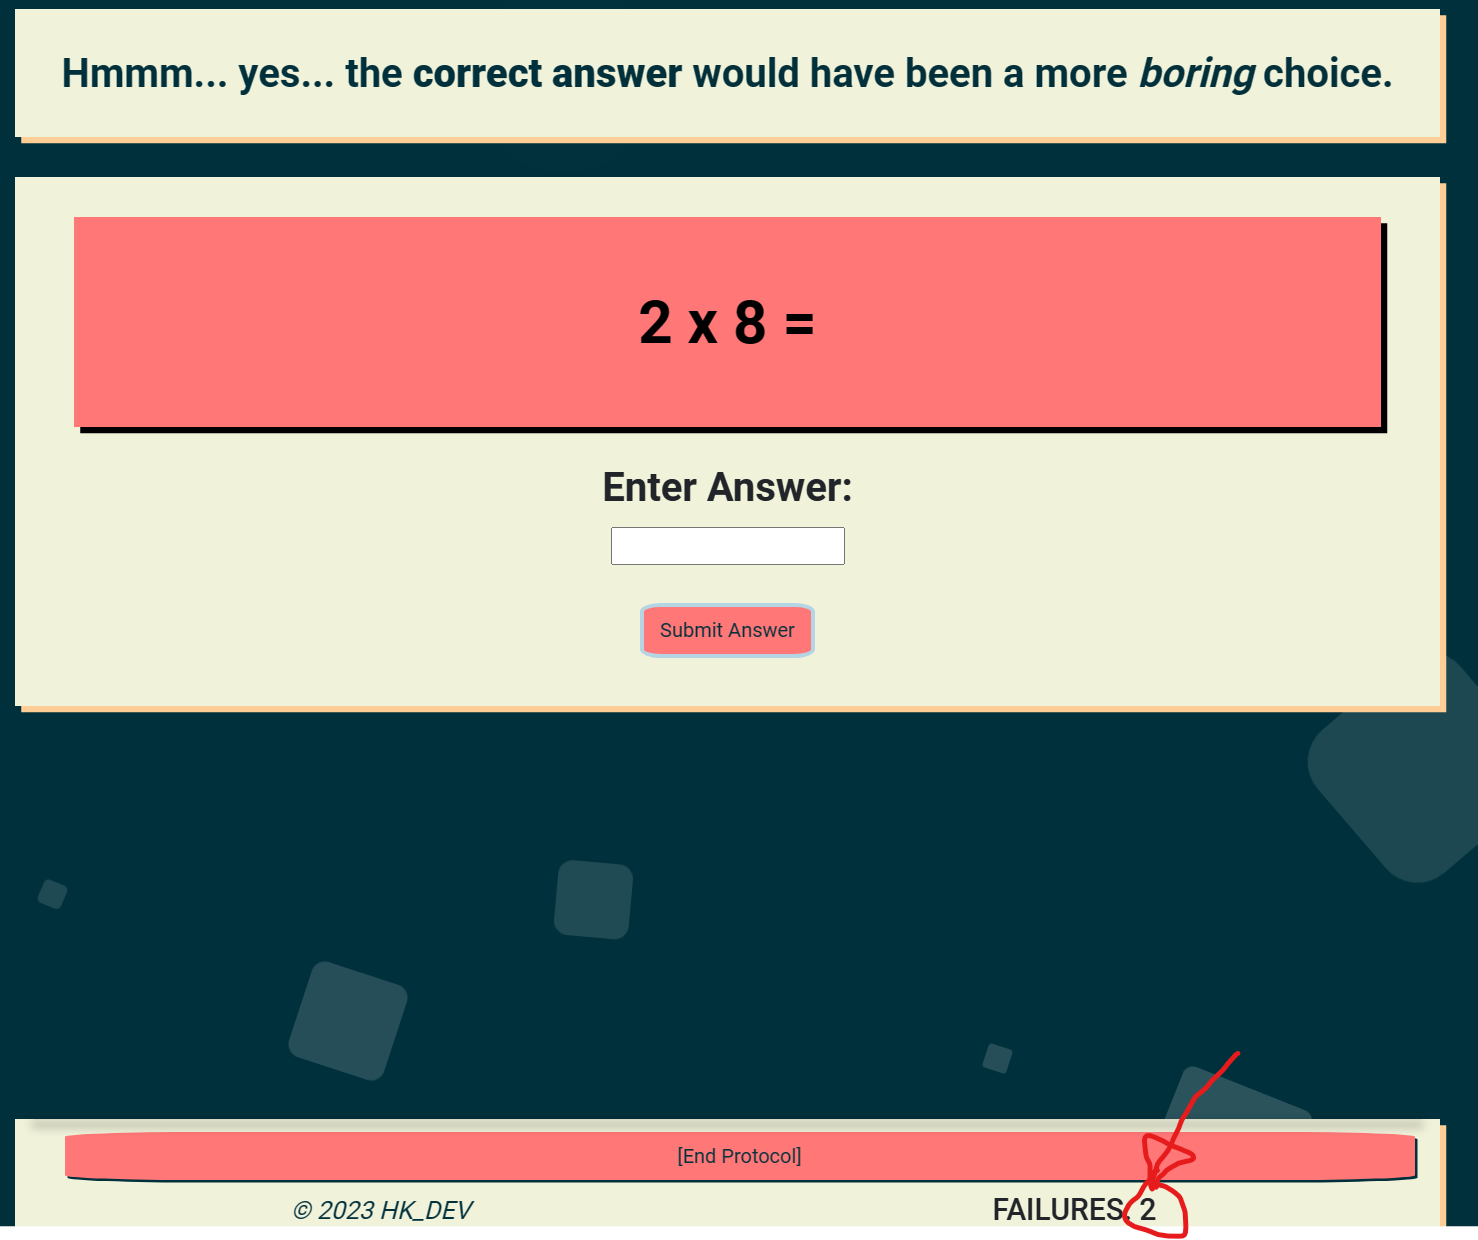 Hmmm... yes... the correct answer would have been a more boring choice.
2 x 8 =
Enter Answer:
Submit Answer
[End Protocol]
© 2023 HK_DEV
FAILURES: 2